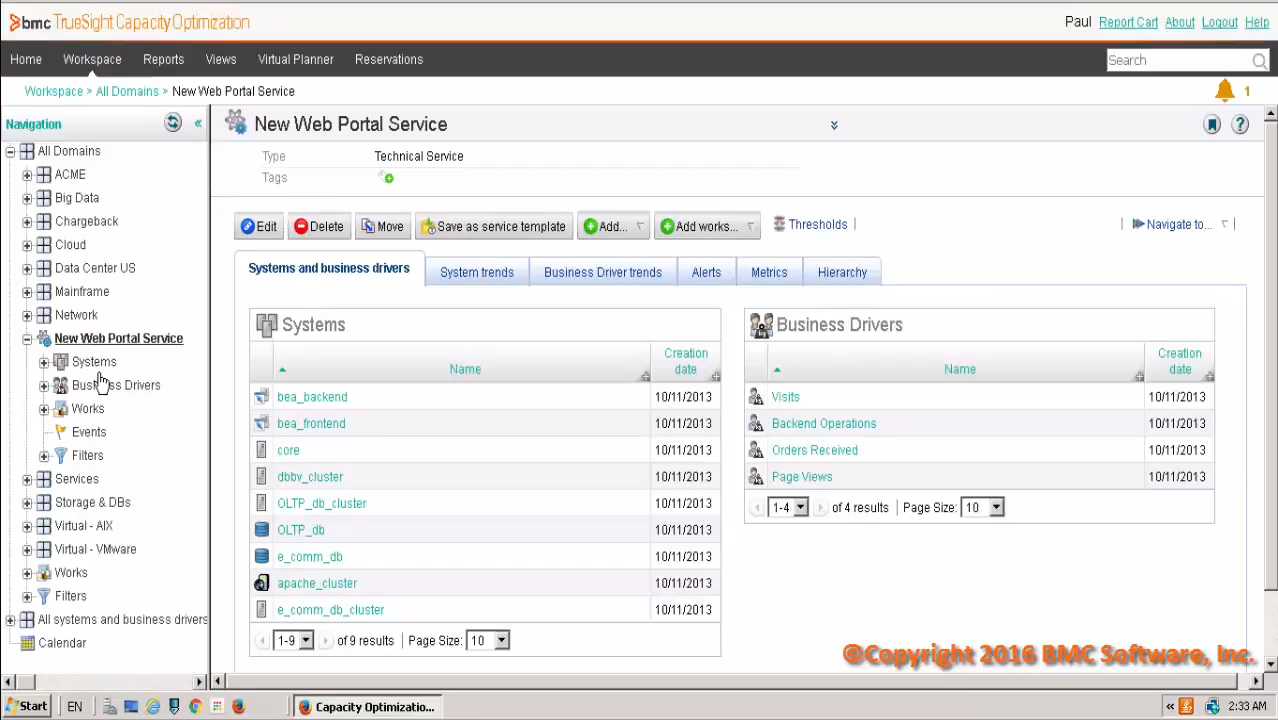 bmc TrueSight Capacity Optimization
Paul Report Cart About Logout Help
Home Workspace Reports Views Virtual Planner Reservations Search
Workspace > All Domains > New Web Portal Service 1
Navigation «
All Domains
ACME
Big Data
Chargeback
Cloud
Data Center US
Mainframe
Network
New Web Portal Service
Systems
Business Drivers
Works
Events
Filters
Services
Storage & DBs
Virtual - AIX
Virtual - VMware
Works
Filters
All systems and business drivers
Calendar
New Web Portal Service
Type Technical Service
Tags
Edit Delete Move Save as service template Add... Add works... Thresholds | | Navigate to... |
Systems and business drivers System trends Business Driver trends Alerts Metrics Hierarchy
Systems
Name Creation date
bea_backend 10/11/2013
bea_frontend 10/11/2013
core 10/11/2013
dbbv_cluster 10/11/2013
OLTP_db_cluster 10/11/2013
OLTP_db 10/11/2013
e_comm_db 10/11/2013
apache_cluster 10/11/2013
e_comm_db_cluster 10/11/2013
1-9 of 9 results | Page Size: 10
Business Drivers
Name Creation date
Visits 10/11/2013
Backend Operations 10/11/2013
Orders Received 10/11/2013
Page Views 10/11/2013
1-4 of 4 results | Page Size: 10
@Copyright 2016 BMC Software, Inc.
Start EN Capacity Optimizatio... « 2:33 AM